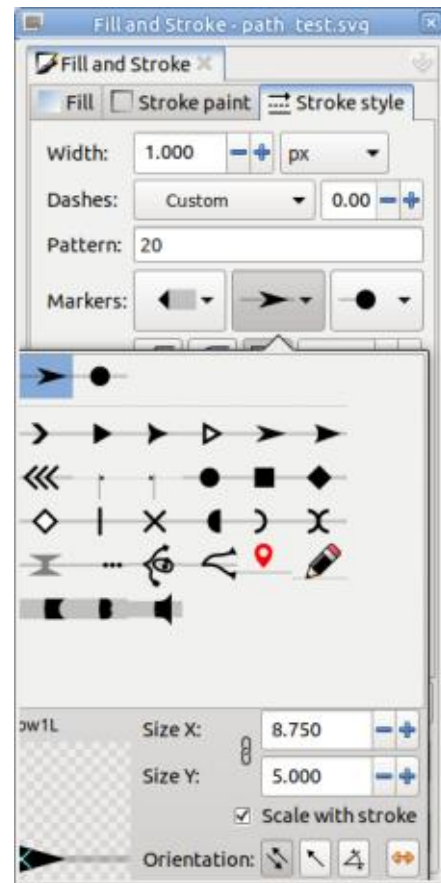 Fill and Stroke - path_test.svg
Fill and Stroke
Fill Stroke paint Stroke style
Width: 1.000 px
Dashes: Custom 0.00
Pattern: 20
Markers:
ow1L
Size X: 8.750
Size Y: 5.000
Scale with stroke
Orientation: